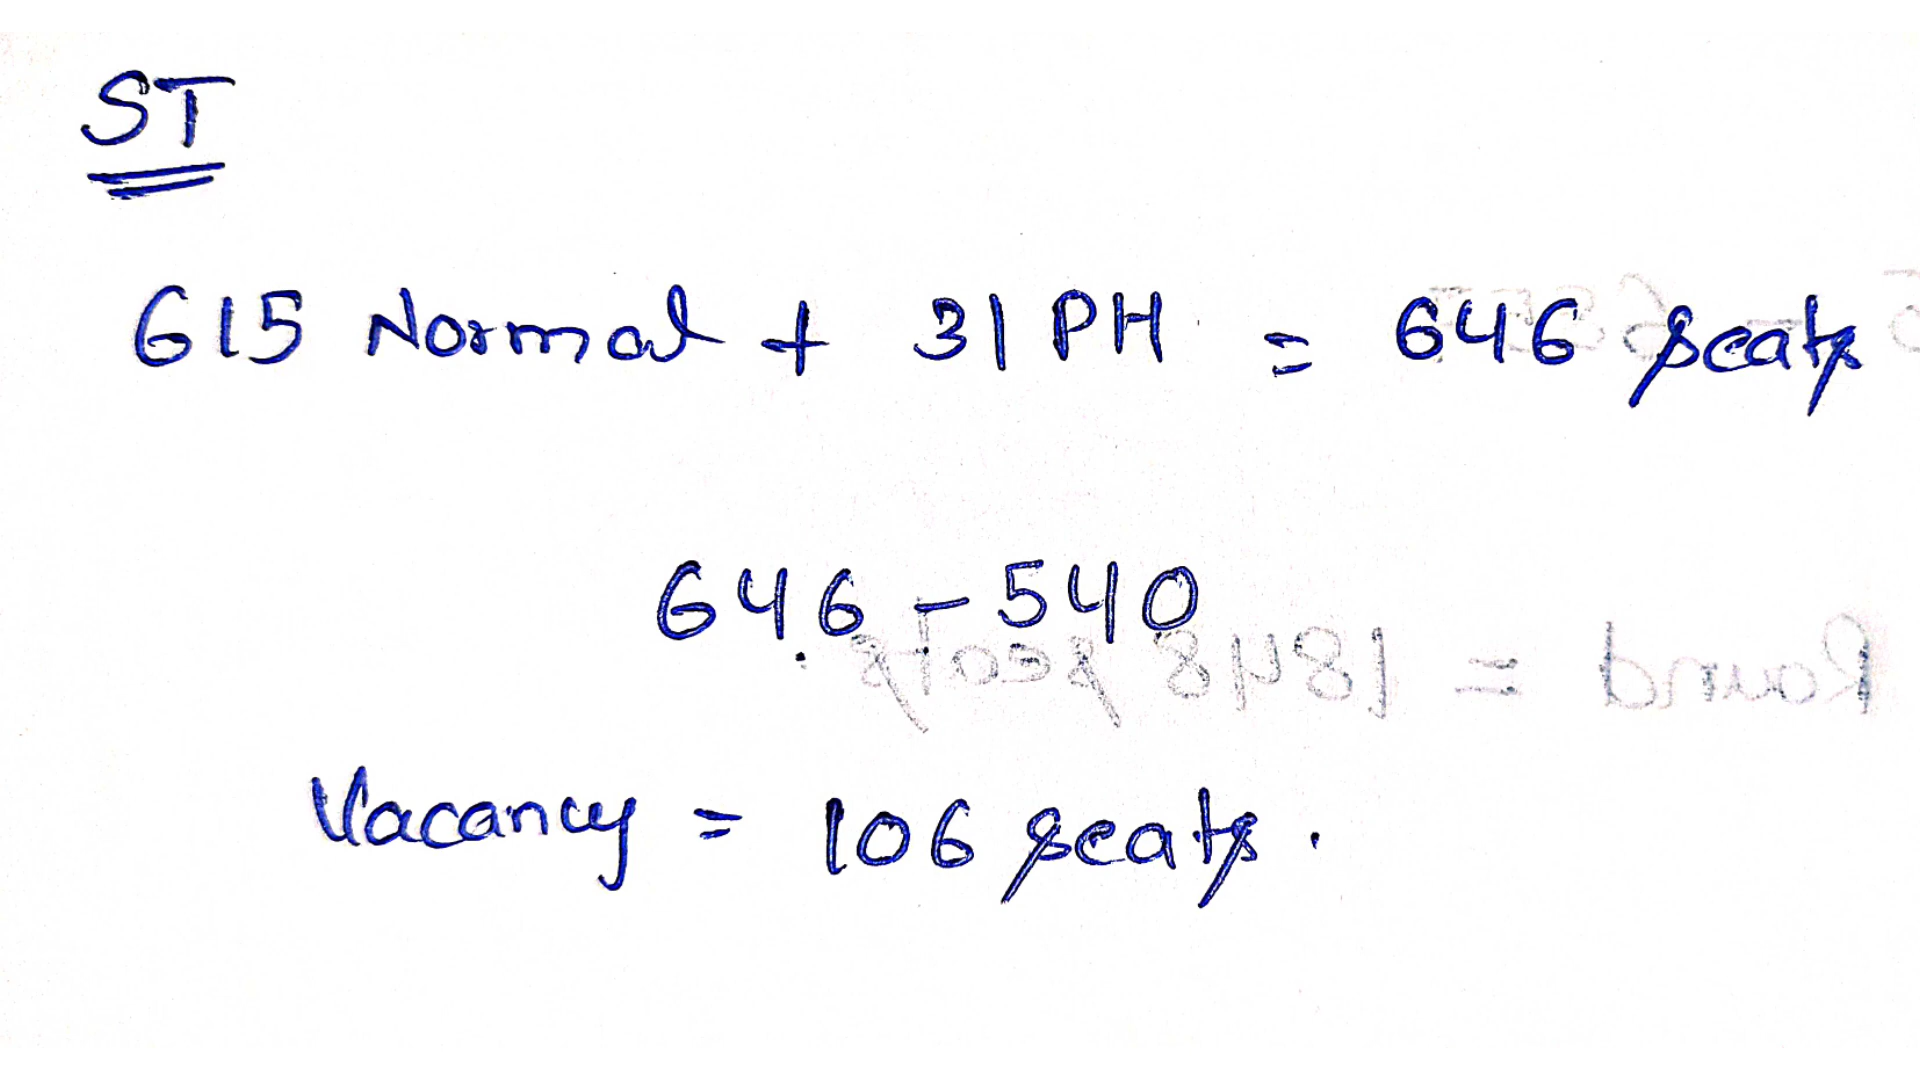 ST
615 Normal + 31 PH = 646 seats
646 - 540
Vacancy = 106 seats.